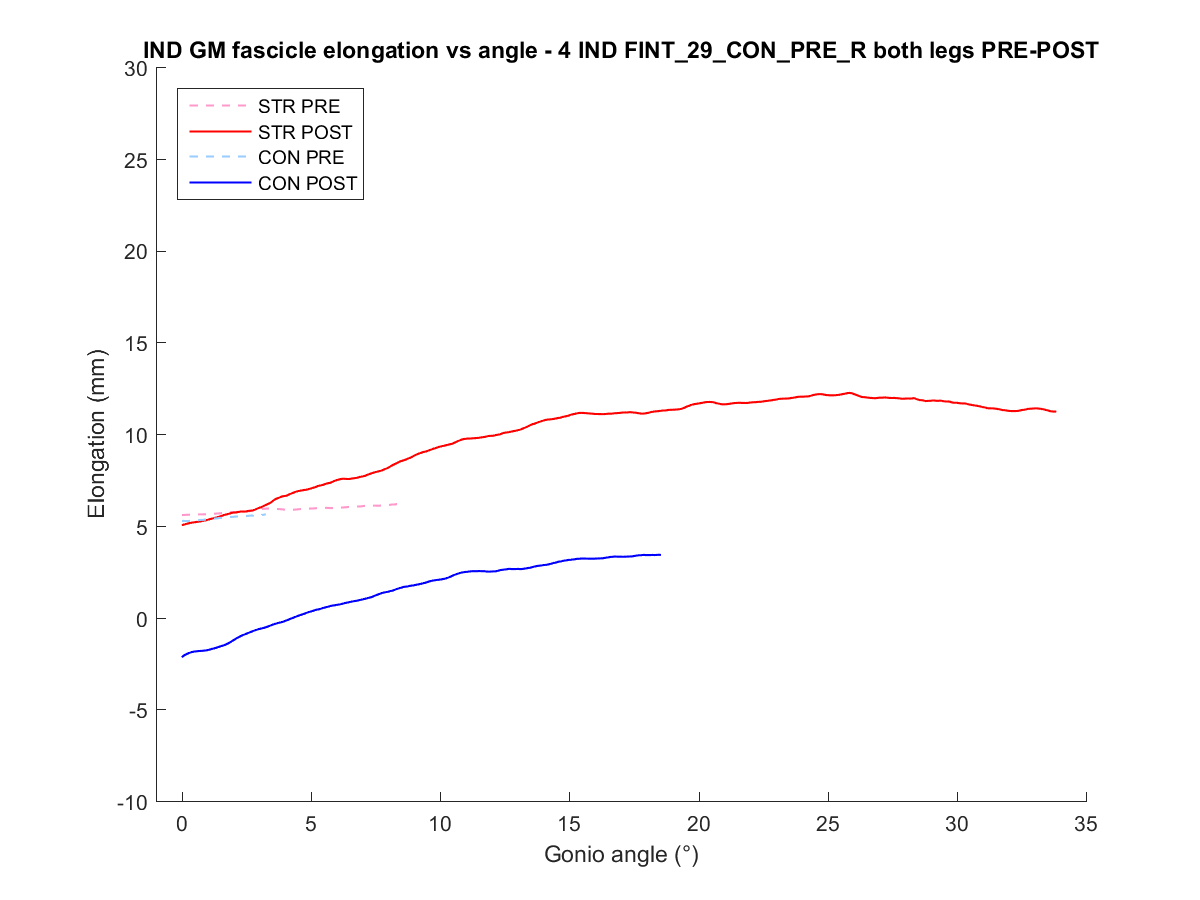 IND GM fascicle elongation vs angle - 4 IND FINT_29_CON_PRE_R both legs PRE-POST
30
25
20
15
10
5
0
-5
-10
Elongation (mm)
STR PRE
STR POST
CON PRE
CON POST
0 5 10 15 20 25 30 35
Gonio angle (°)